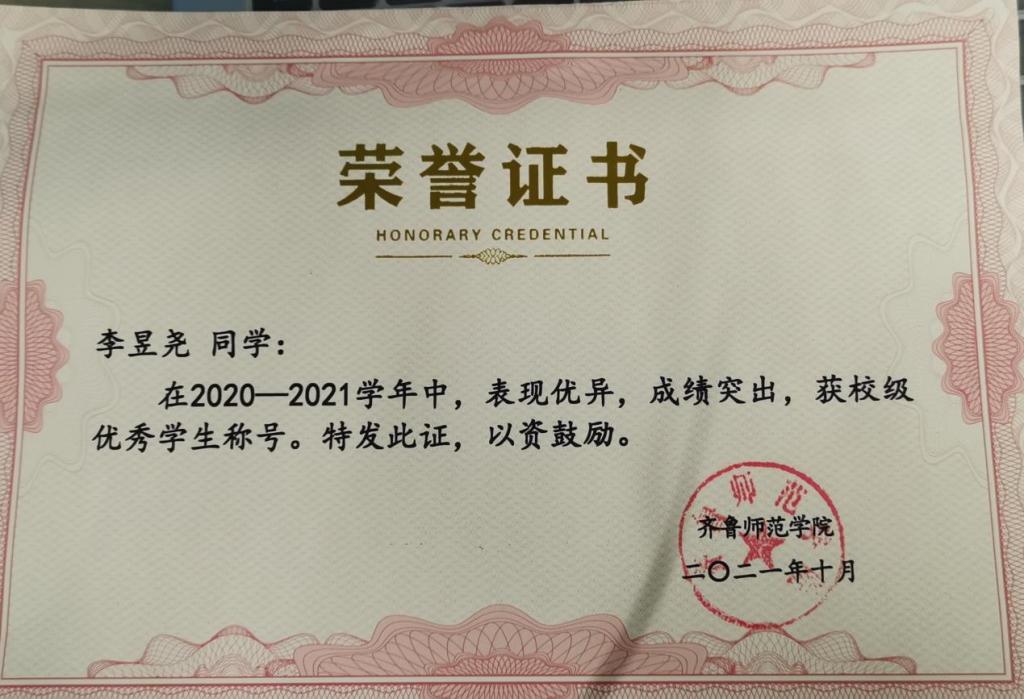 荣誉证书
HONORARY CREDENTIAL
李昱尧 同学：
在2020—2021学年中，表现优异，成绩突出，获校级
优秀学生称号。特发此证，以资鼓励。
齐鲁师范学院
二〇二一年十月